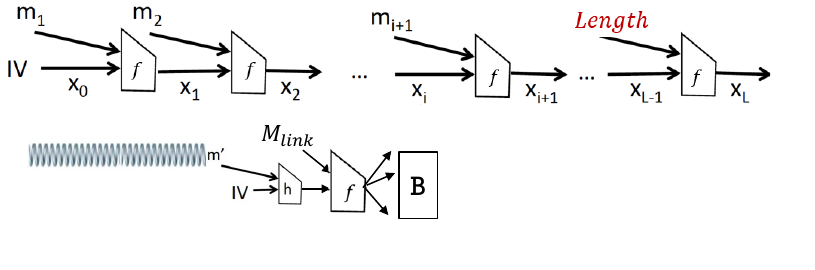 m1 m2 mi+1 Length
IV f f ... f ... f
x0 x1 x2 xi xi+1 xL-1 xL
m' Mlink
IV h f B